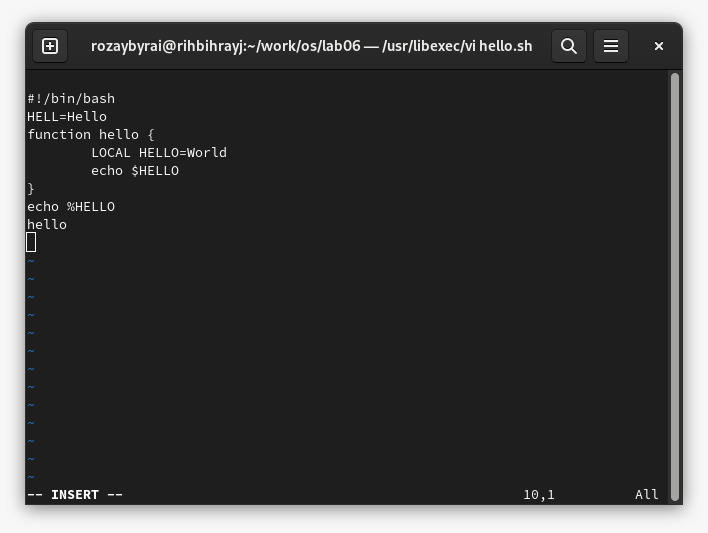 rozaybyrai@rihbihrayj:~/work/os/lab06 — /usr/libexec/vi hello.sh
#!/bin/bash
HELL=Hello
function hello {
        LOCAL HELLO=World
        echo $HELLO
}
echo %HELLO
hello
~
~
~
~
~
~
~
~
~
~
~
~
~
-- INSERT --                                                  10,1          All